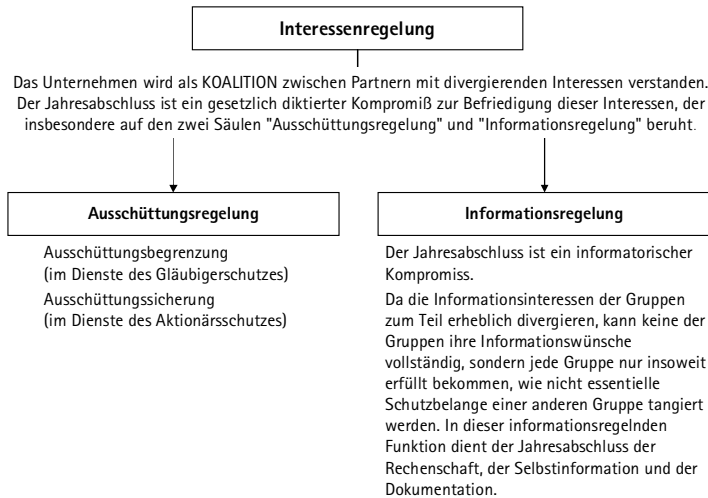 Interessenregelung
Das Unternehmen wird als KOALITION zwischen Partnern mit divergierenden Interessen verstanden.
Der Jahresabschluss ist ein gesetzlich diktierter Kompromiß zur Befriedigung dieser Interessen, der
insbesondere auf den zwei Säulen "Ausschüttungsregelung" und "Informationsregelung" beruht.
Ausschüttungsregelung
Ausschüttungsbegrenzung
(im Dienste des Gläubigerschutzes)
Ausschüttungssicherung
(im Dienste des Aktionärsschutzes)
Informationsregelung
Der Jahresabschluss ist ein informatorischer
Kompromiss.
Da die Informationsinteressen der Gruppen
zum Teil erheblich divergieren, kann keine der
Gruppen ihre Informationswünsche
vollständig, sondern jede Gruppe nur insoweit
erfüllt bekommen, wie nicht essentielle
Schutzbelange einer anderen Gruppe tangiert
werden. In dieser informationsregelnden
Funktion dient der Jahresabschluss der
Rechenschaft, der Selbstinformation und der
Dokumentation.